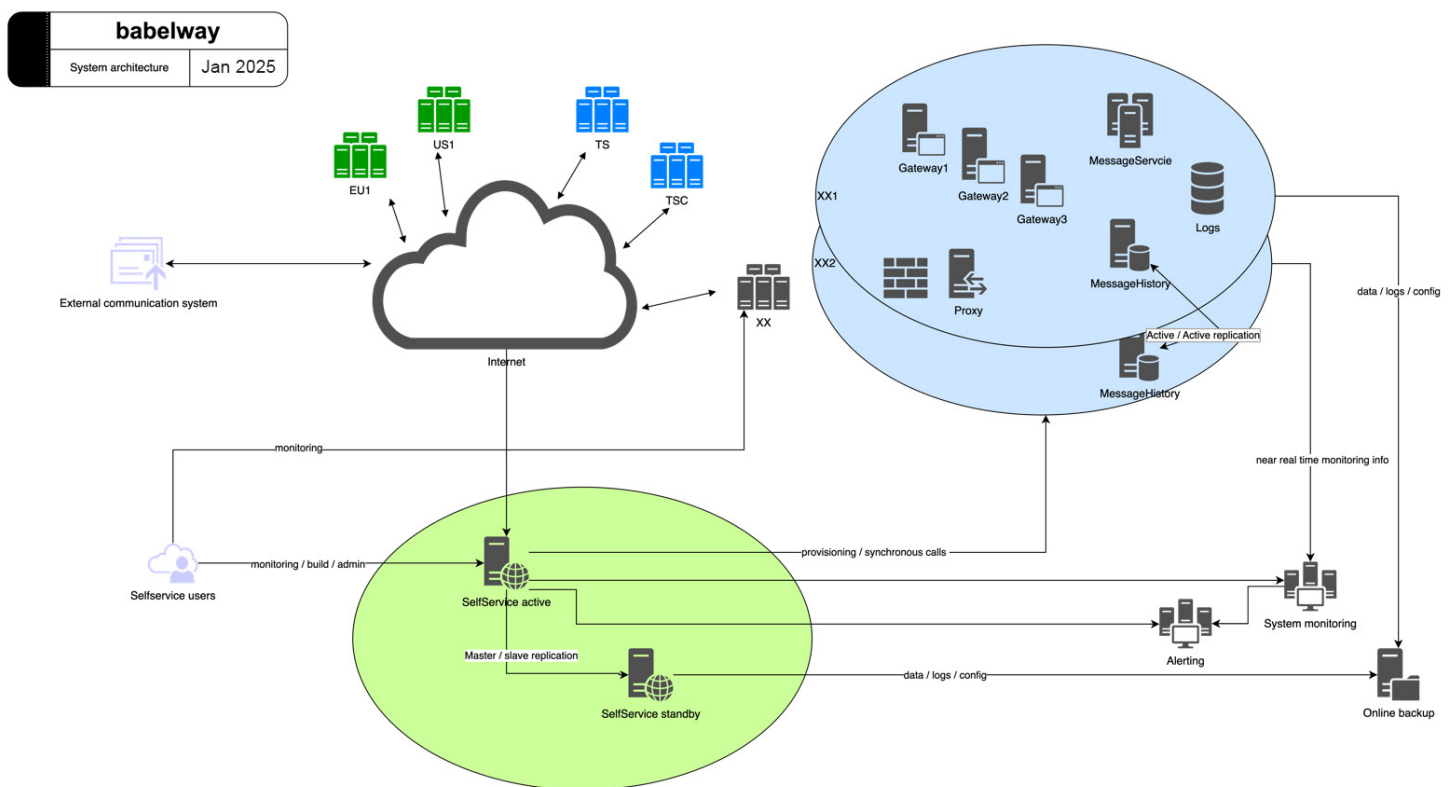 babelway
System architecture
Jan 2025
US1
TS
EU1
TSC
External communication system
XX
Internet
XX1
XX2
Gateway1
Gateway2
Gateway3
MessageServcie
Logs
Proxy
MessageHistory
Active / Active replication
MessageHistory
data / logs / config
near real time monitoring info
monitoring
Selfservice users
monitoring / build / admin
SelfService active
provisioning / synchronous calls
System monitoring
Alerting
Master / slave replication
SelfService standby
data / logs / config
Online backup